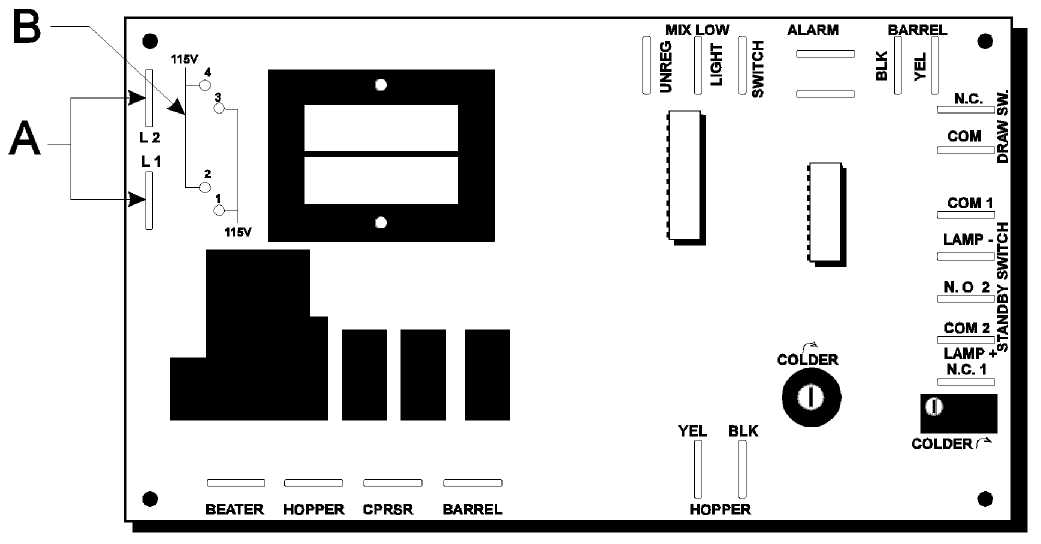 B
MIX LOW
ALARM
BARREL
UNREG
LIGHT
SWITCH
BLK
YEL
115V
4
3
N.C.
DRAW SW.
COM
A
L 2
L 1
2
1
115V
COM 1
LAMP -
STANDBY SWITCH
N. O 2
COM 2
LAMP +
N.C. 1
COLDER
COLDER
YEL
BLK
HOPPER
BEATER
HOPPER
CPRSR
BARREL